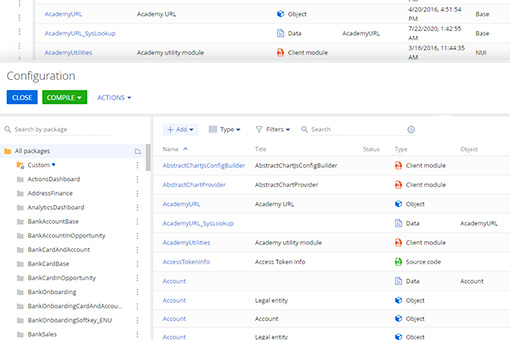 4/20/2016, 4:51:54
AcademyURL Academy URL Object Base
PM
7/22/2020, 1:42:55
AcademyURL_SysLookup Data AcademyURL Base
AM
3/16/2016, 11:44:35
AcademyUtilities Academy utility module Client module NUI
AM
Configuration
CLOSE COMPILE ACTIONS
Search by package
All packages
Custom
ActionsDashboard
AddressFinance
AnalyticsDashboard
BankAccountBase
BankAccountInOpportunity
BankCardAndAccount
BankCardBase
BankCardInOpportunity
BankOnboarding
BankOnboardingCardAndAccou...
BankOnboardingSoftkey_ENU
BankSales
+ Add Type Filters Search
Name Title Status Type Object
AbstractChartJsConfigBuilder AbstractChartJsConfigBuilder Client module
AbstractChartProvider AbstractChartProvider Client module
AcademyURL Academy URL Object
AcademyURL_SysLookup Data AcademyURL
AcademyUtilities Academy utility module Client module
AccessTokenInfo Access Token Info Source code
Account Data Account
Account Legal entity Object
Account Account Object
Account Legal entity Object